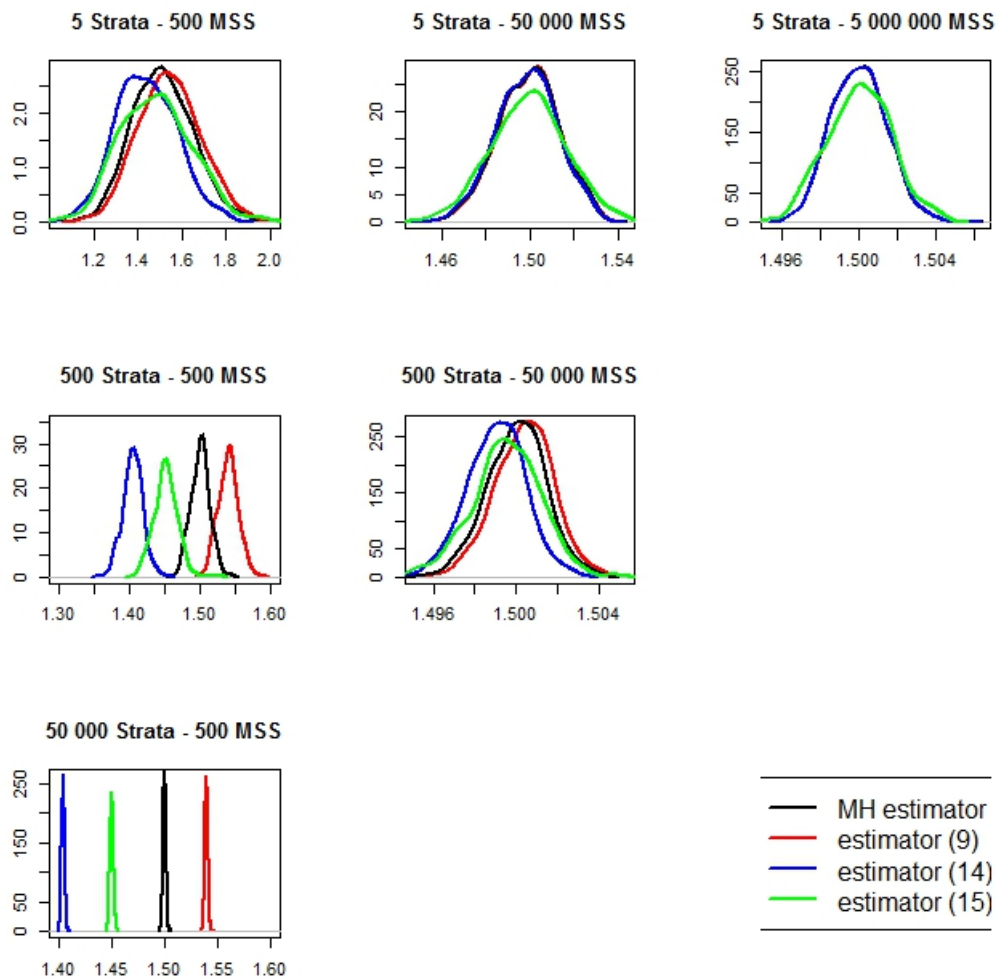 5 Strata - 500 MSS
5 Strata - 50 000 MSS
5 Strata - 5 000 000 MSS
0.0 1.0 2.0
1.2 1.4 1.6 1.8 2.0
0 5 10 20
1.46 1.50 1.54
0 50 150 250
1.496 1.500 1.504
500 Strata - 500 MSS
500 Strata - 50 000 MSS
0 10 20 30
1.30 1.40 1.50 1.60
0 50 150 250
1.496 1.500 1.504
50 000 Strata - 500 MSS
0 50 150 250
1.40 1.45 1.50 1.55 1.60
MH estimator
estimator (9)
estimator (14)
estimator (15)